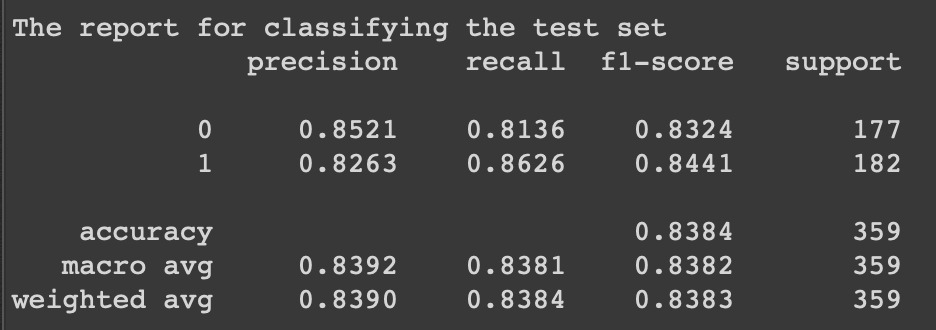 The report for classifying the test set
precision recall f1-score support
0 0.8521 0.8136 0.8324 177
1 0.8263 0.8626 0.8441 182
accuracy 0.8384 359
macro avg 0.8392 0.8381 0.8382 359
weighted avg 0.8390 0.8384 0.8383 359